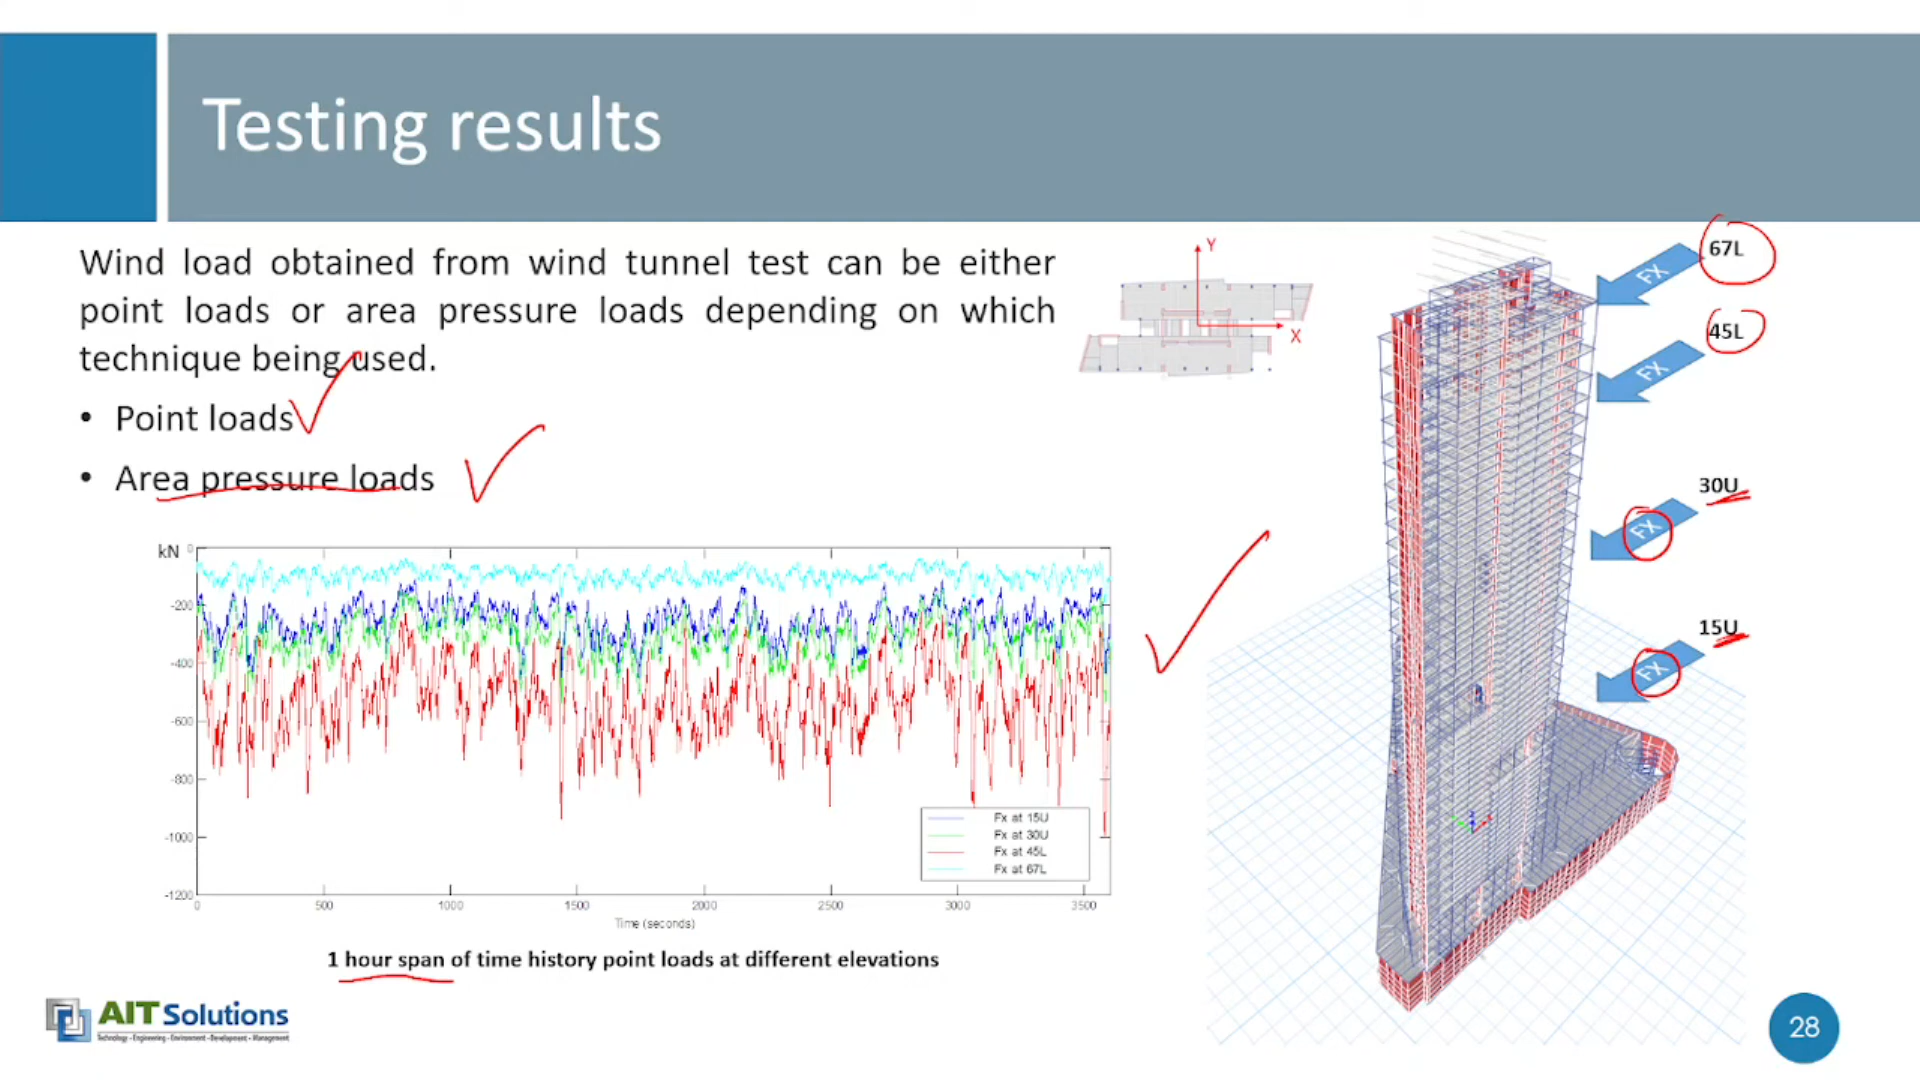 Testing results
Wind load obtained from wind tunnel test can be either
point loads or area pressure loads depending on which
technique being used.
• Point loads
• Area pressure loads
Y
X
67L
FX
45L
FX
30U
FX
15U
FX
kN
0
-200
-400
-600
-800
-1000
-1200
0 500 1000 1500 2000 2500 3000 3500
Time (seconds)
Fx at 15U
Fx at 30U
Fx at 45L
Fx at 67L
1 hour span of time history point loads at different elevations
AIT Solutions
Technology - Engineering - Environment - Development - Management
28